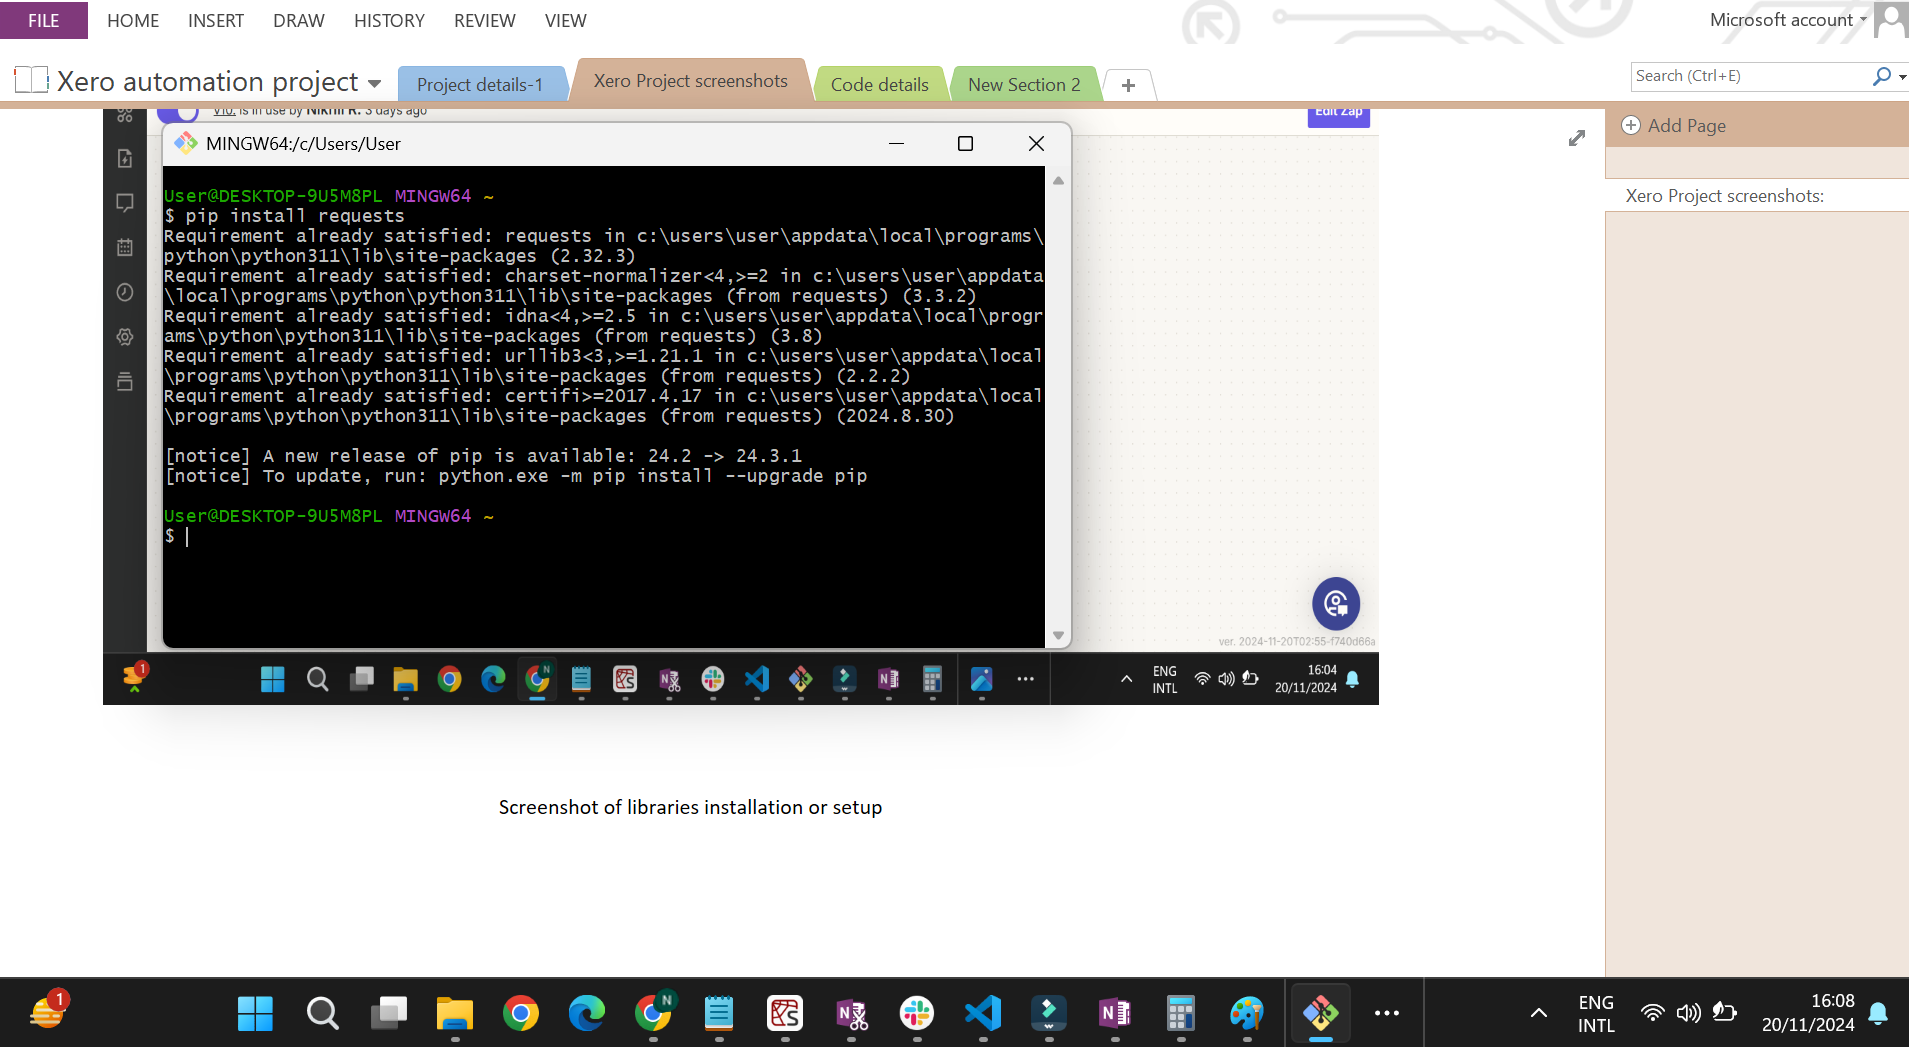 FILE HOME INSERT DRAW HISTORY REVIEW VIEW Microsoft account
Xero automation project Project details-1 Xero Project screenshots Code details New Section 2 + Search (Ctrl+E)
V10. is in use by Nikhil R. 3 days ago Edit Zap
Add Page
Xero Project screenshots:
MINGW64:/c/Users/User
User@DESKTOP-9U5M8PL MINGW64 ~
$ pip install requests
Requirement already satisfied: requests in c:\users\user\appdata\local\programs\
python\python311\lib\site-packages (2.32.3)
Requirement already satisfied: charset-normalizer<4,>=2 in c:\users\user\appdata
\local\programs\python\python311\lib\site-packages (from requests) (3.3.2)
Requirement already satisfied: idna<4,>=2.5 in c:\users\user\appdata\local\progr
ams\python\python311\lib\site-packages (from requests) (3.8)
Requirement already satisfied: urllib3<3,>=1.21.1 in c:\users\user\appdata\local
\programs\python\python311\lib\site-packages (from requests) (2.2.2)
Requirement already satisfied: certifi>=2017.4.17 in c:\users\user\appdata\local
\programs\python\python311\lib\site-packages (from requests) (2024.8.30)
[notice] A new release of pip is available: 24.2 -> 24.3.1
[notice] To update, run: python.exe -m pip install --upgrade pip
User@DESKTOP-9U5M8PL MINGW64 ~
$
ver. 2024-11-20T02:55-f740d66a
1 N ENG 16:04
INTL 20/11/2024
Screenshot of libraries installation or setup
1 N ENG 16:08
INTL 20/11/2024